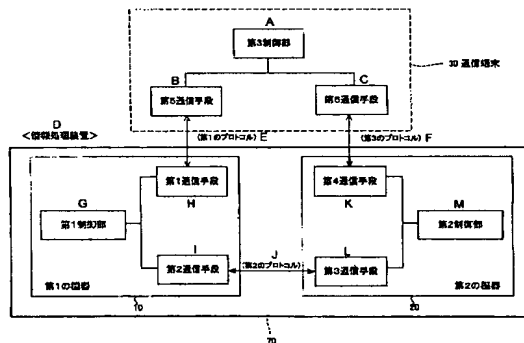 A
第3制御部
30 通信端末
B
C
第5通信手段
第6通信手段
D
<情報処理装置>
(第1のプロトコル) E
(第3のプロトコル) F
第1通信手段
第4通信手段
G
H
K
M
第1制御部
第2制御部
I
J
L
第2通信手段
(第2のプロトコル)
第3通信手段
第1の機器
第2の機器
10
20
70